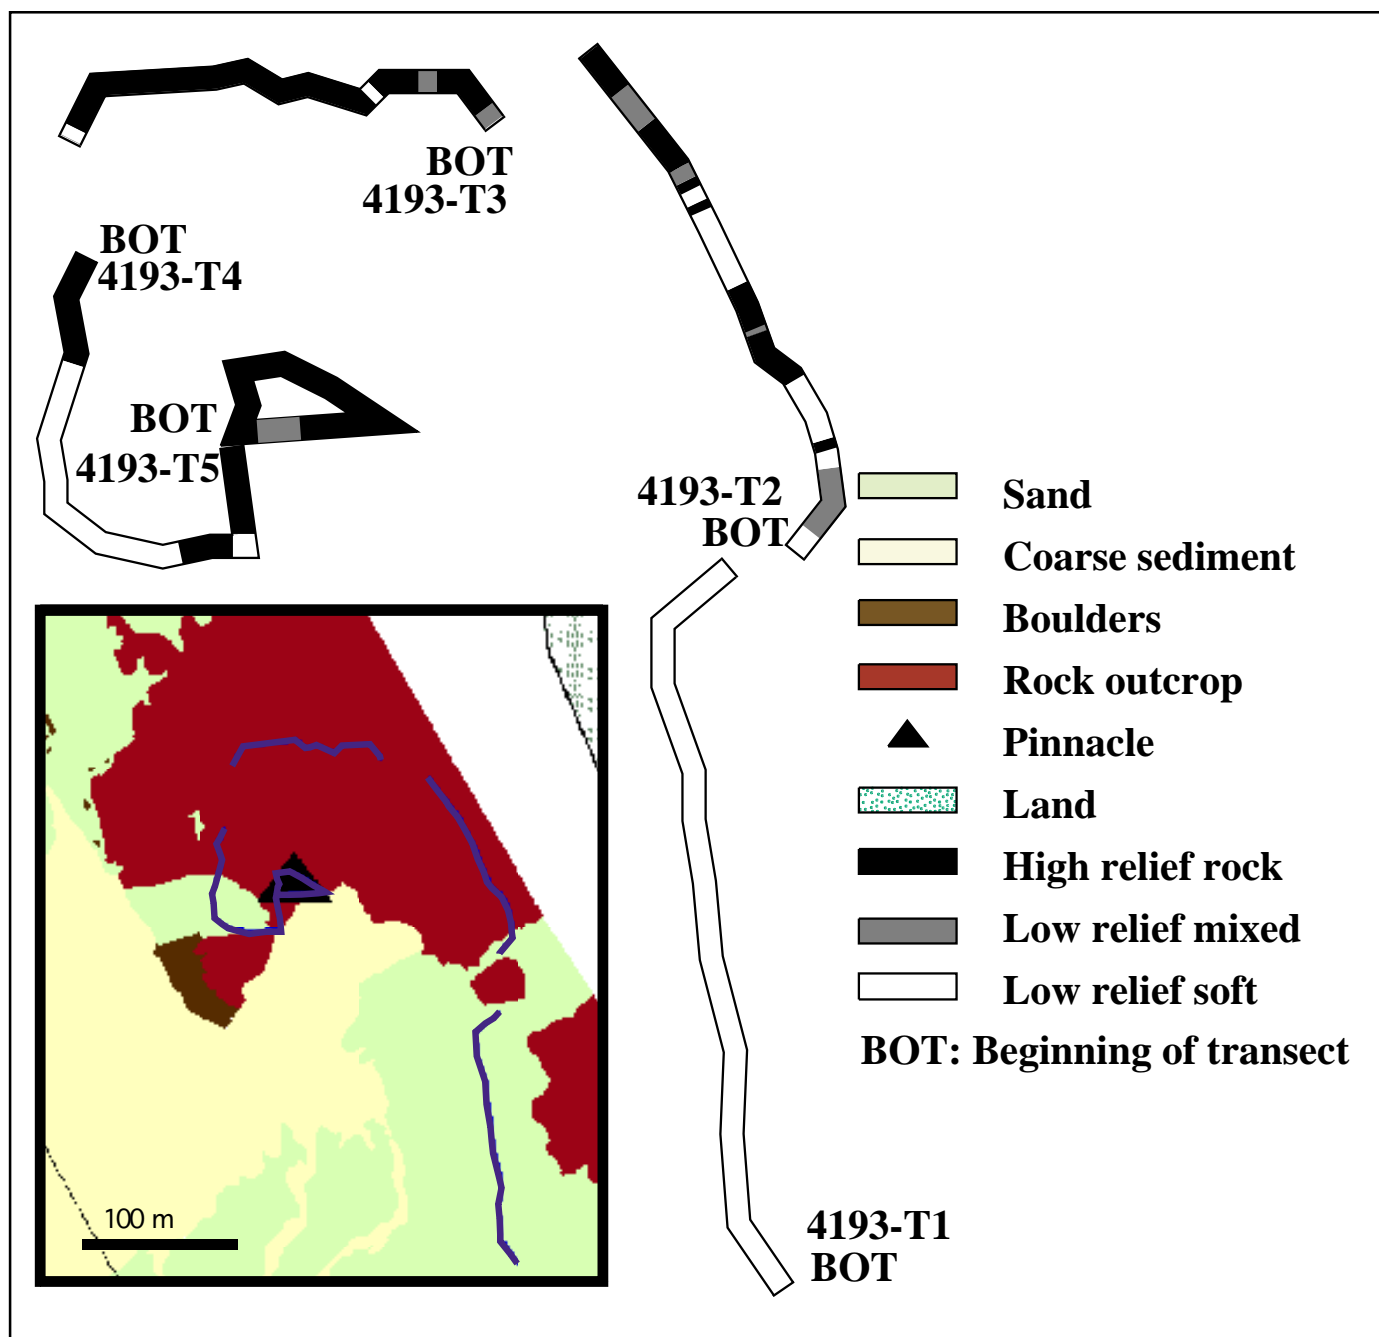 BOT
4193-T3
BOT
4193-T4
BOT
4193-T5
4193-T2
BOT
Sand
Coarse sediment
Boulders
Rock outcrop
Pinnacle
Land
High relief rock
Low relief mixed
Low relief soft
BOT: Beginning of transect
100 m
4193-T1
BOT